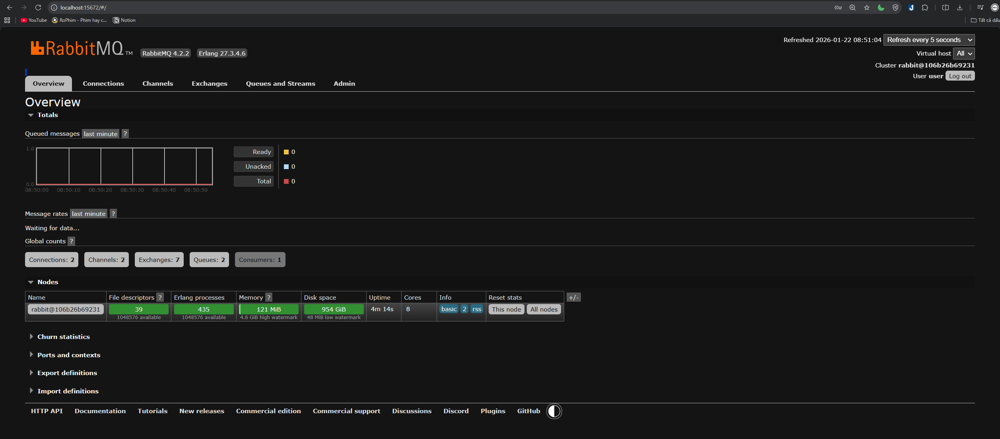 localhost:15672/#/
YouTube RoPhim - Phim hay c... Notion Tất cả dấu
RabbitMQ TM RabbitMQ 4.2.2 Erlang 27.3.4.6
Refreshed 2026-01-22 08:51:04 Refresh every 5 seconds
Virtual host All
Cluster rabbit@106b26b69231
User user Log out
Overview Connections Channels Exchanges Queues and Streams Admin
Overview
Totals
Queued messages last minute ?
1.0
0.0
08:50:00 08:50:10 08:50:20 08:50:30 08:50:40 08:50:50
Ready 0
Unacked 0
Total 0
Message rates last minute ?
Waiting for data...
Global counts ?
Connections: 2 Channels: 2 Exchanges: 7 Queues: 2 Consumers: 1
Nodes
Name File descriptors ? Erlang processes Memory ? Disk space Uptime Cores Info Reset stats +/-
rabbit@106b26b69231 39 435 121 MiB 954 GiB 4m 14s 8 basic 2 rss This node All nodes
1048576 available 1048576 available 4.6 GiB high watermark 48 MiB low watermark
Churn statistics
Ports and contexts
Export definitions
Import definitions
HTTP API Documentation Tutorials New releases Commercial edition Commercial support Discussions Discord Plugins GitHub